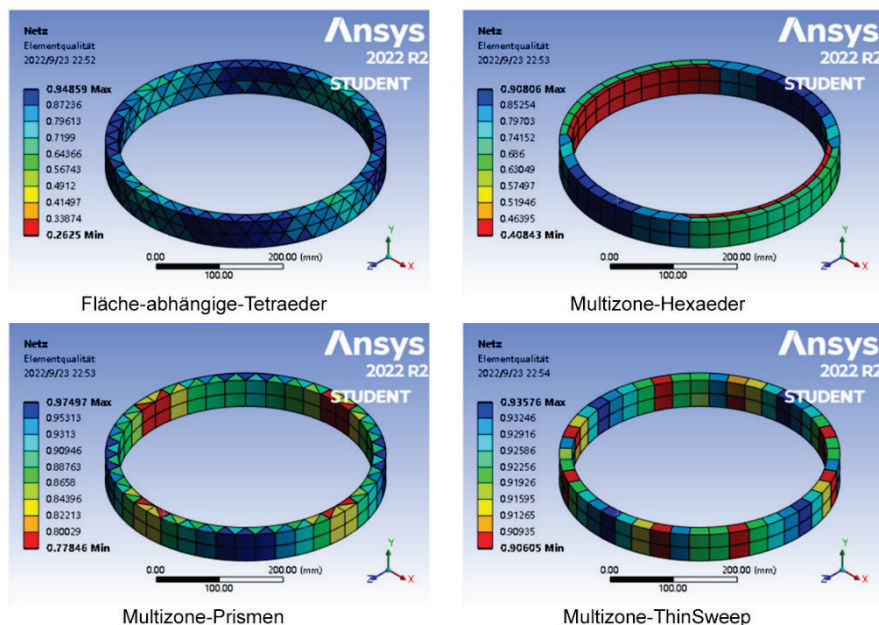 Netz
Elementqualität
2022/9/23 22:52
Ansys
2022 R2
STUDENT
0.94859 Max
0.87236
0.79613
0.7199
0.64366
0.56743
0.4912
0.41497
0.33874
0.2625 Min
0.00 200.00 (mm)
100.00
Y
Z X
Fläche-abhängige-Tetraeder
Netz
Elementqualität
2022/9/23 22:53
Ansys
2022 R2
STUDENT
0.90806 Max
0.85254
0.79703
0.74152
0.686
0.63049
0.57497
0.51946
0.46395
0.40843 Min
0.00 200.00 (mm)
100.00
Y
Z X
Multizone-Hexaeder
Netz
Elementqualität
2022/9/23 22:53
Ansys
2022 R2
STUDENT
0.97497 Max
0.95313
0.9313
0.90946
0.88763
0.8658
0.84396
0.82213
0.80029
0.77846 Min
0.00 200.00 (mm)
100.00
Y
Z X
Multizone-Prismen
Netz
Elementqualität
2022/9/23 22:54
Ansys
2022 R2
STUDENT
0.93576 Max
0.93246
0.92916
0.92586
0.92256
0.91926
0.91595
0.91265
0.90935
0.90605 Min
0.00 200.00 (mm)
100.00
Y
Z X
Multizone-ThinSweep